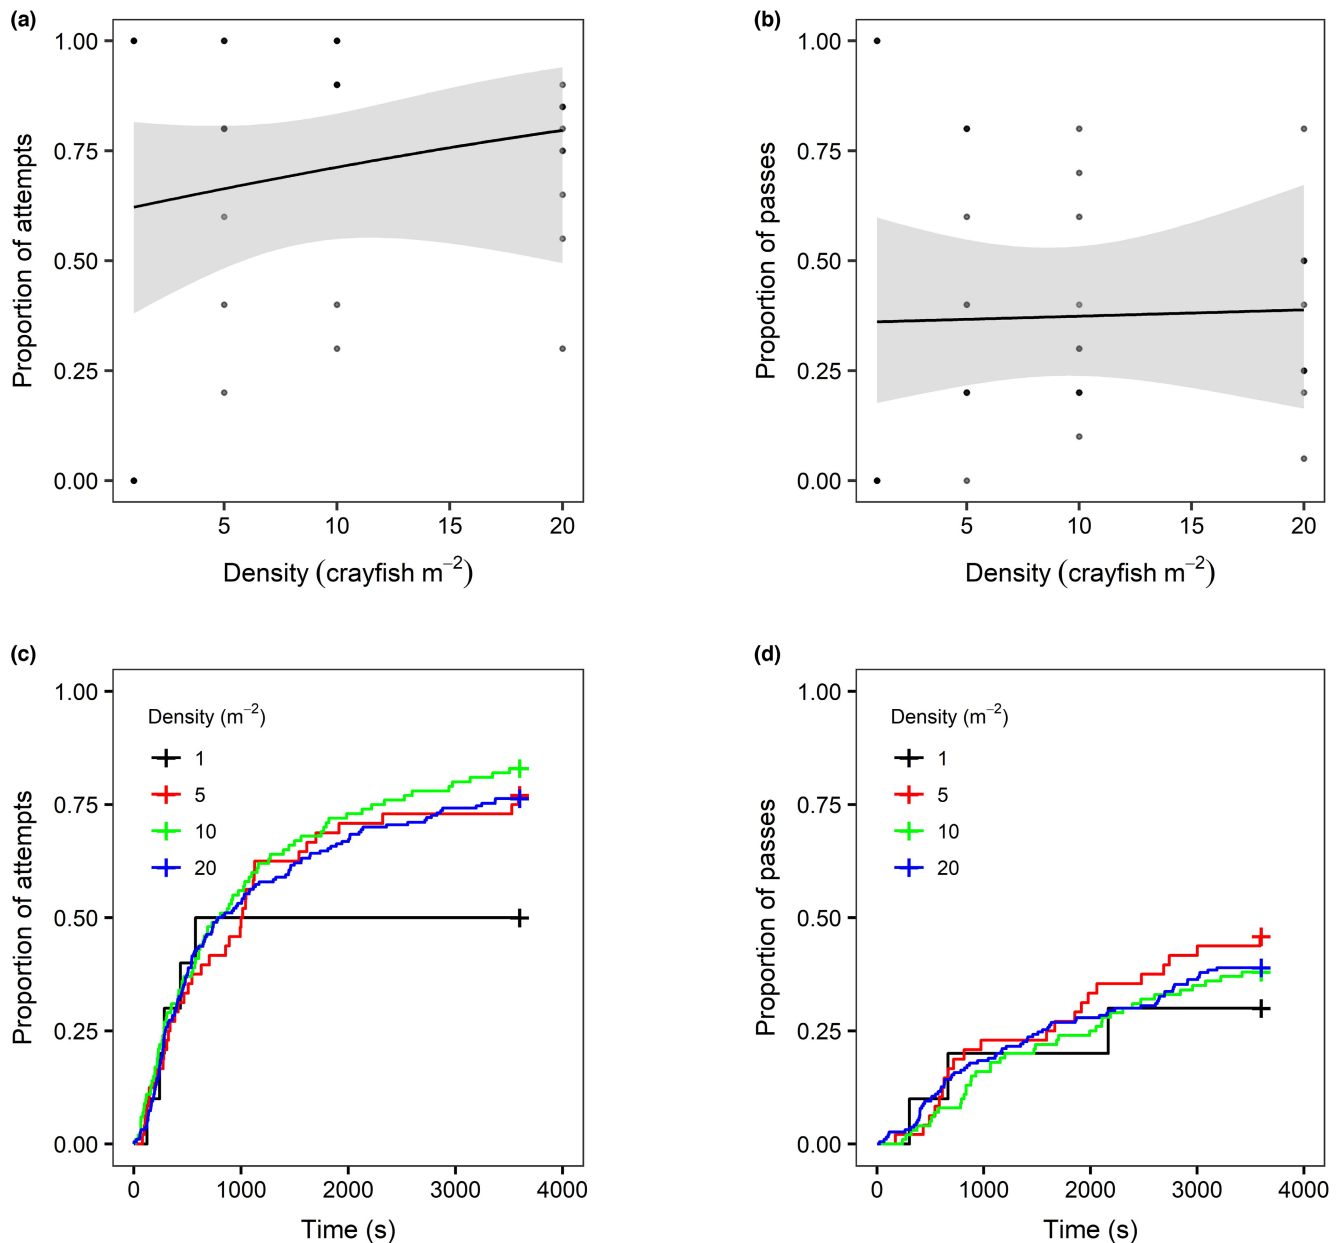 (a)
1.00
0.75
0.50
0.25
0.00
Proportion of attempts
5 10 15 20
Density (crayfish m⁻²)
(b)
1.00
0.75
0.50
0.25
0.00
Proportion of passes
5 10 15 20
Density (crayfish m⁻²)
(c)
1.00
0.75
0.50
0.25
0.00
Proportion of attempts
Density (m⁻²)
1
5
10
20
0 1000 2000 3000 4000
Time (s)
(d)
1.00
0.75
0.50
0.25
0.00
Proportion of passes
Density (m⁻²)
1
5
10
20
0 1000 2000 3000 4000
Time (s)